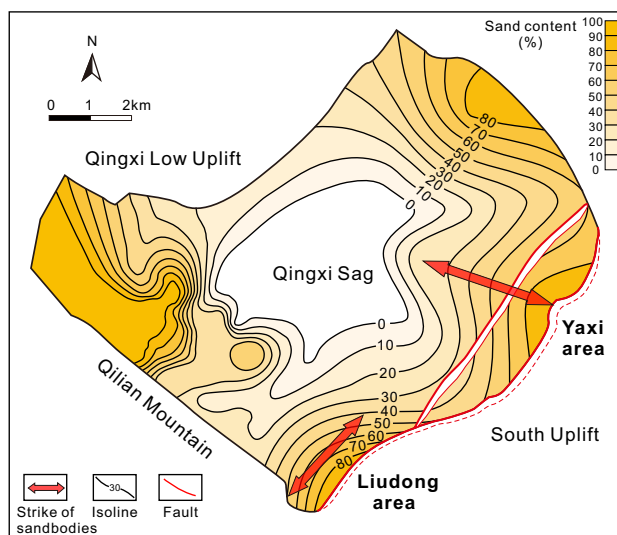 Sand content
(%)
100
90
80
70
60
50
40
30
20
10
0
N
0 1 2km
Qingxi Low Uplift
80
70
60
50
40
30
20
10
0
Qingxi Sag
0
10
20
30
40
50
60
70
80
Yaxi
area
Qilian Mountain
South Uplift
Liudong
area
30
Strike of
sandbodies
Isoline
Fault